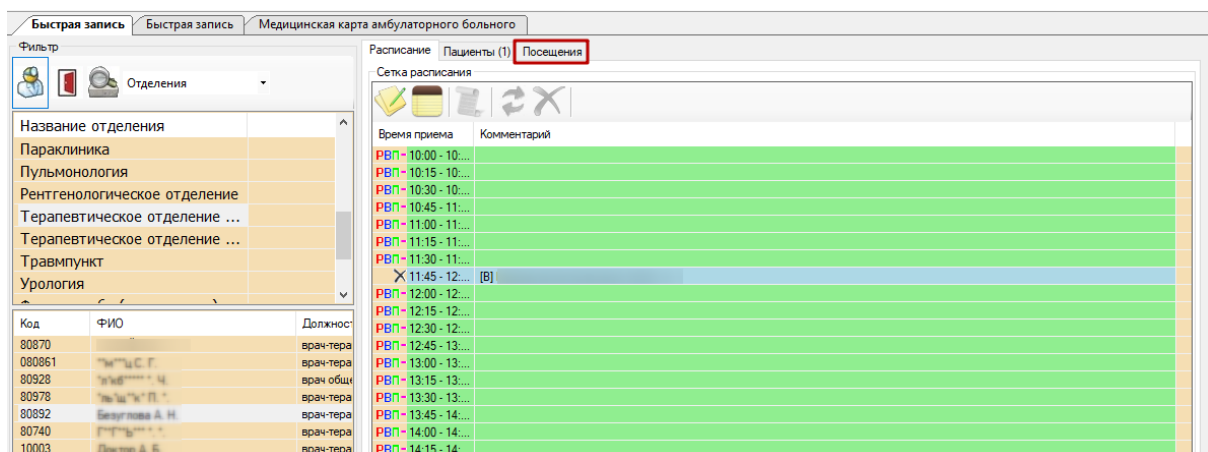 Быстрая запись Быстрая запись Медицинская карта амбулаторного больного
Фильтр
Отделения
Название отделения
Параклиника
Пульмонология
Рентгенологическое отделение
Терапевтическое отделение ...
Терапевтическое отделение ...
Травмпункт
Урология
Код ФИО Должност
80870 врач-тера
080861 С. Г. врач-тера
80928 Ч. врач обще
80978 П. врач-тера
80892 Безуглова А. Н. врач-тера
80740 врач-тера
10003 Доктор А. Б. врач-тера
Расписание Пациенты (1) Посещения
Сетка расписания
Время приема Комментарий
РВП- 10:00 - 10:...
РВП- 10:15 - 10:...
РВП- 10:30 - 10:...
РВП- 10:45 - 11:...
РВП- 11:00 - 11:...
РВП- 11:15 - 11:...
РВП- 11:30 - 11:...
11:45 - 12:... [В]
РВП- 12:00 - 12:...
РВП- 12:15 - 12:...
РВП- 12:30 - 12:...
РВП- 12:45 - 13:...
РВП- 13:00 - 13:...
РВП- 13:15 - 13:...
РВП- 13:30 - 13:...
РВП- 13:45 - 14:...
РВП- 14:00 - 14:...
РВП- 14:15 - 14: